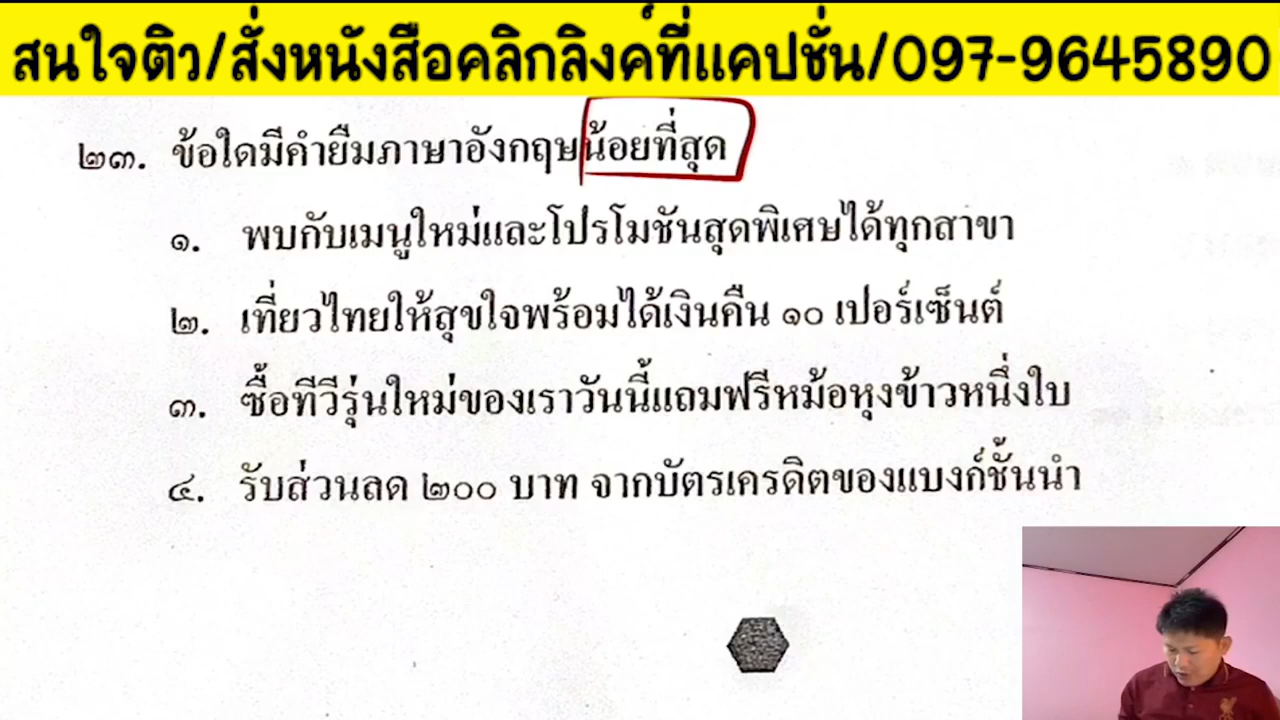 สนใจติว/สั่งหนังสือคลิกลิงค์ที่แคปชั่น/097-9645890
๒๓. ข้อใดมีคำยืมภาษาอังกฤษน้อยที่สุด
๑. พบกับเมนูใหม่และโปรโมชันสุดพิเศษได้ทุกสาขา
๒. เที่ยวไทยให้สุขใจพร้อมได้เงินคืน ๑๐ เปอร์เซ็นต์
๓. ซื้อทีวีรุ่นใหม่ของเราวันนี้แถมฟรีหม้อหุงข้าวหนึ่งใบ
๔. รับส่วนลด ๒๐๐ บาท จากบัตรเครดิตของแบงก์ชั้นนำ